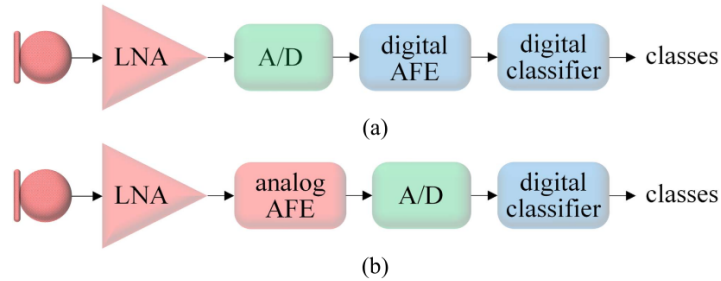 LNA
A/D
digital
AFE
digital
classifier
classes
(a)
LNA
analog
AFE
A/D
digital
classifier
classes
(b)